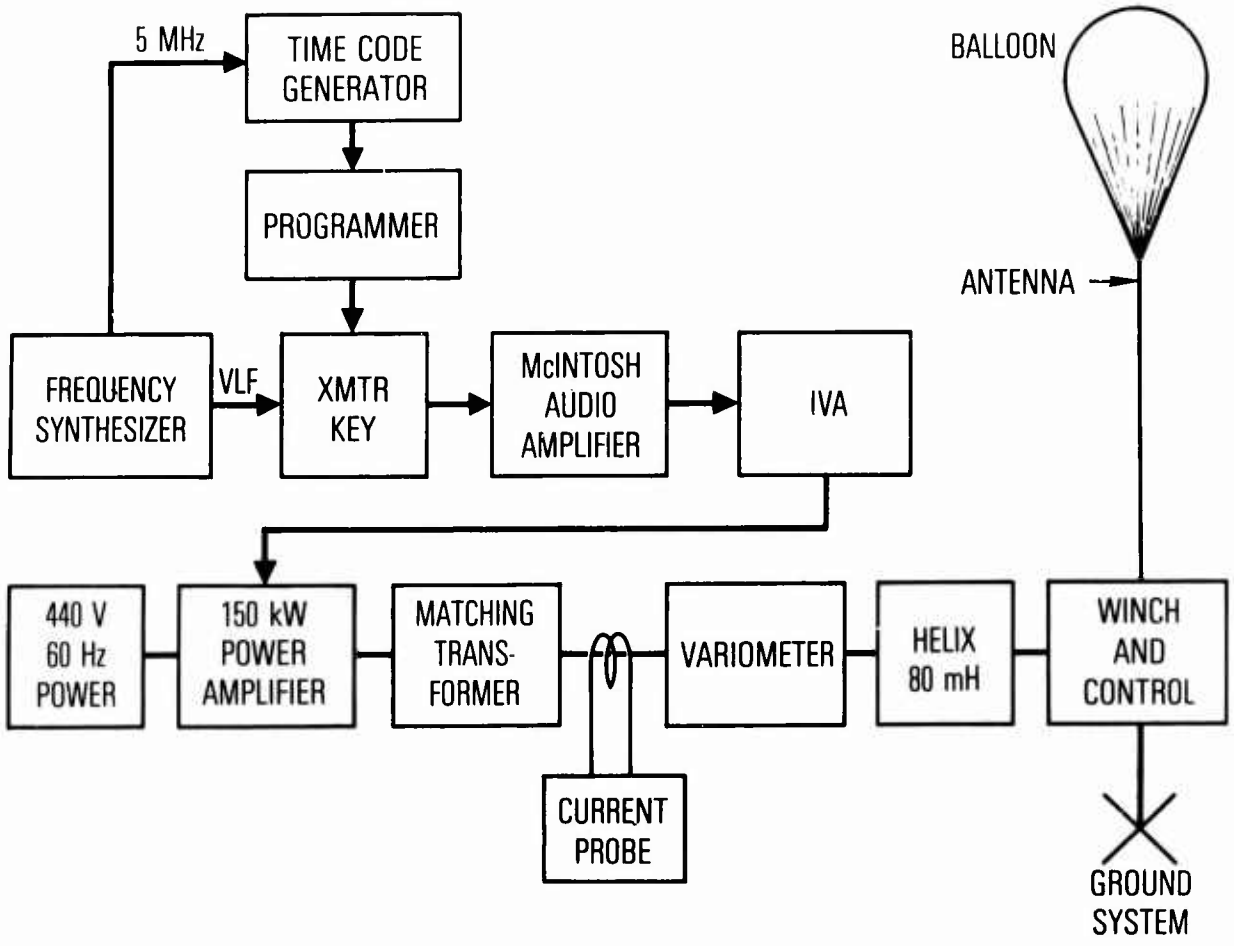 5 MHz
TIME CODE
GENERATOR
BALLOON
PROGRAMMER
ANTENNA
FREQUENCY
SYNTHESIZER
VLF
XMTR
KEY
McINTOSH
AUDIO
AMPLIFIER
IVA
440 V
60 Hz
POWER
150 kW
POWER
AMPLIFIER
MATCHING
TRANS-
FORMER
VARIOMETER
HELIX
80 mH
WINCH
AND
CONTROL
CURRENT
PROBE
GROUND
SYSTEM